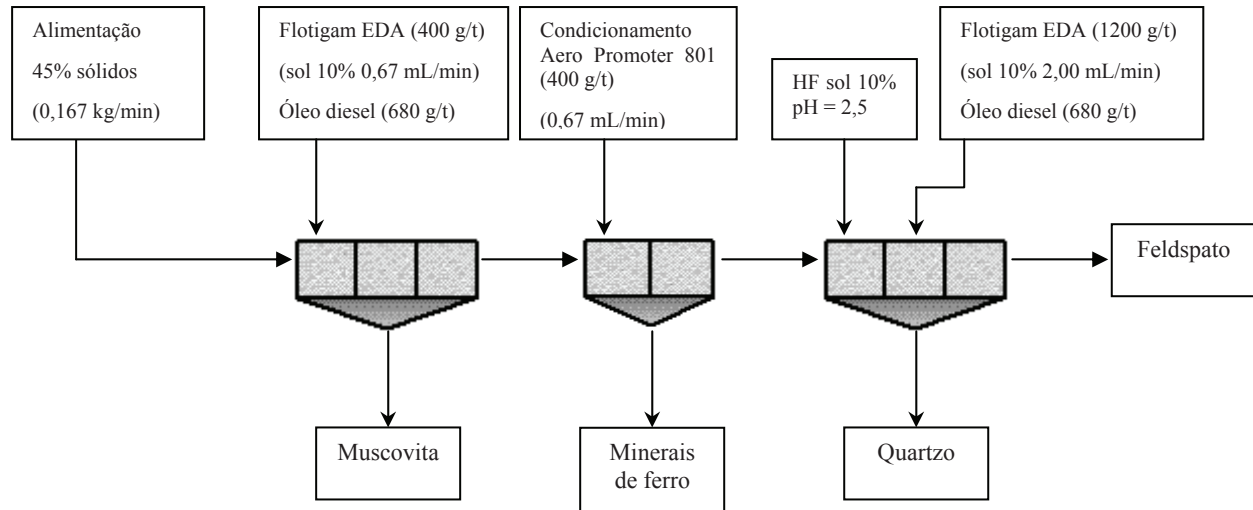 Alimentação
45% sólidos
(0,167 kg/min)
Flotigam EDA (400 g/t)
(sol 10% 0,67 mL/min)
Óleo diesel (680 g/t)
Condicionamento
Aero Promoter 801
(400 g/t)
(0,67 mL/min)
HF sol 10%
pH = 2,5
Flotigam EDA (1200 g/t)
(sol 10% 2,00 mL/min)
Óleo diesel (680 g/t)
Feldspato
Muscovita
Minerais
de ferro
Quartzo